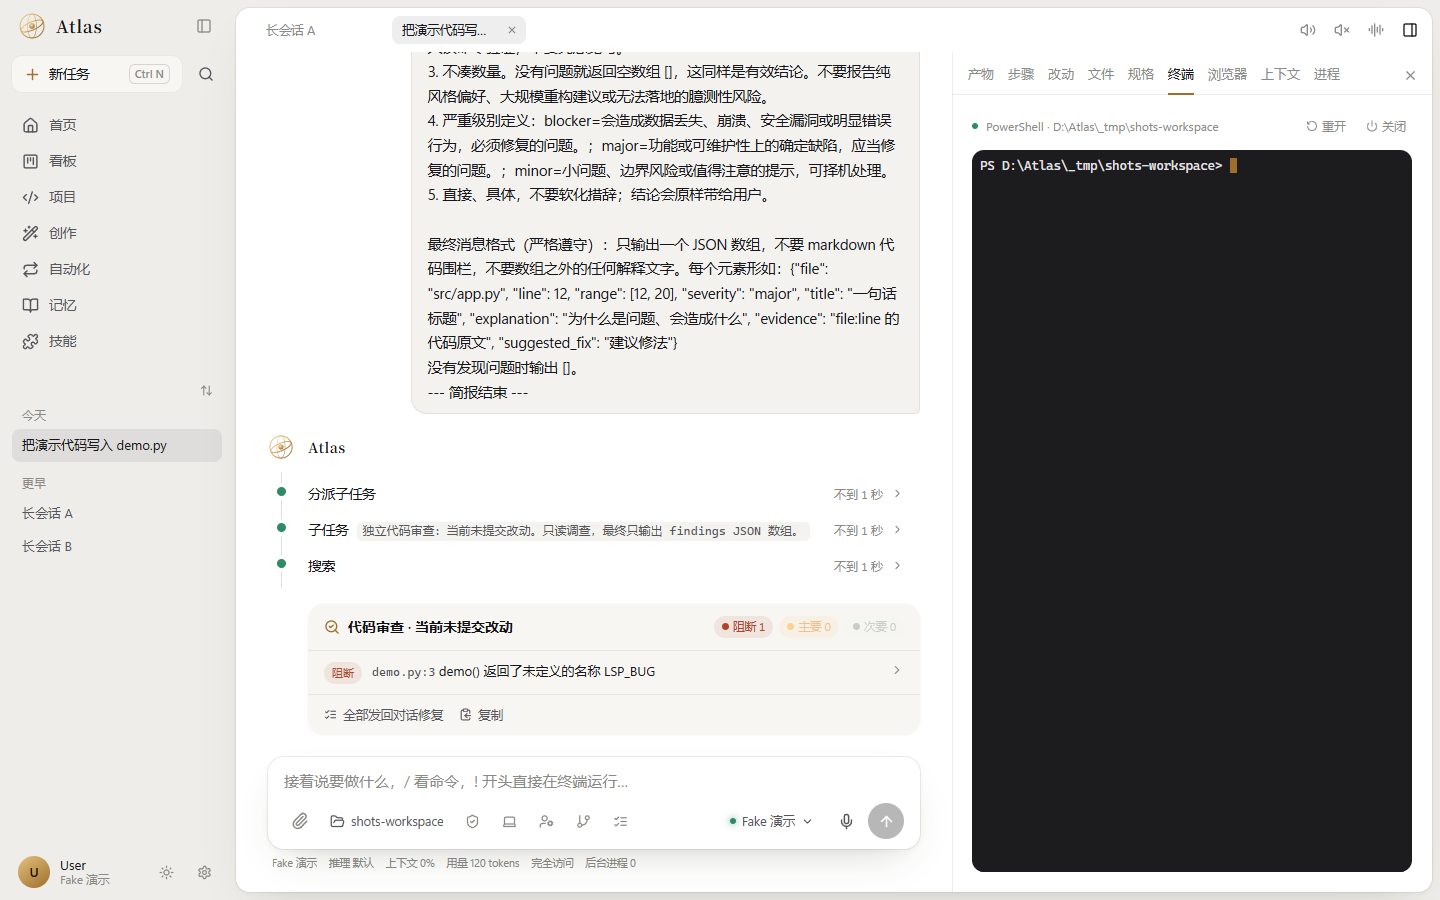 Atlas
新任务
Ctrl N
首页
看板
项目
创作
自动化
记忆
技能
今天
把演示代码写入 demo.py
更早
长会话 A
长会话 B
U
User
Fake 演示
长会话 A
把演示代码写...
3. 不凑数量。没有问题就返回空数组 []，这同样是有效结论。不要报告纯
风格偏好、大规模重构建议或无法落地的臆测性风险。
4. 严重级别定义：blocker=会造成数据丢失、崩溃、安全漏洞或明显错误
行为，必须修复的问题。；major=功能或可维护性上的确定缺陷，应当修
复的问题。；minor=小问题、边界风险或值得注意的提示，可择机处理。
5. 直接、具体，不要软化措辞；结论会原样带给用户。
最终消息格式（严格遵守）：只输出一个 JSON 数组，不要 markdown 代
码围栏，不要数组之外的任何解释文字。每个元素形如：{"file":
"src/app.py", "line": 12, "range": [12, 20], "severity": "major", "title": "一句话
标题", "explanation": "为什么是问题、会造成什么", "evidence": "file:line 的
代码原文", "suggested_fix": "建议修法"}
没有发现问题时输出 []。
--- 简报结束 ---
Atlas
分派子任务 不到 1 秒
子任务 独立代码审查：当前未提交改动。只读调查，最终只输出 findings JSON 数组。 不到 1 秒
搜索 不到 1 秒
代码审查 · 当前未提交改动 阻断 1 主要 0 次要 0
阻断 demo.py:3 demo() 返回了未定义的名称 LSP_BUG
全部发回对话修复 复制
接着说要做什么，/ 看命令，! 开头直接在终端运行...
shots-workspace
Fake 演示
Fake 演示 推理 默认 上下文 0% 用量 120 tokens 完全访问 后台进程 0
产物 步骤 改动 文件 规格 终端 浏览器 上下文 进程
PowerShell · D:\Atlas\_tmp\shots-workspace 重开 关闭
PS D:\Atlas\_tmp\shots-workspace>